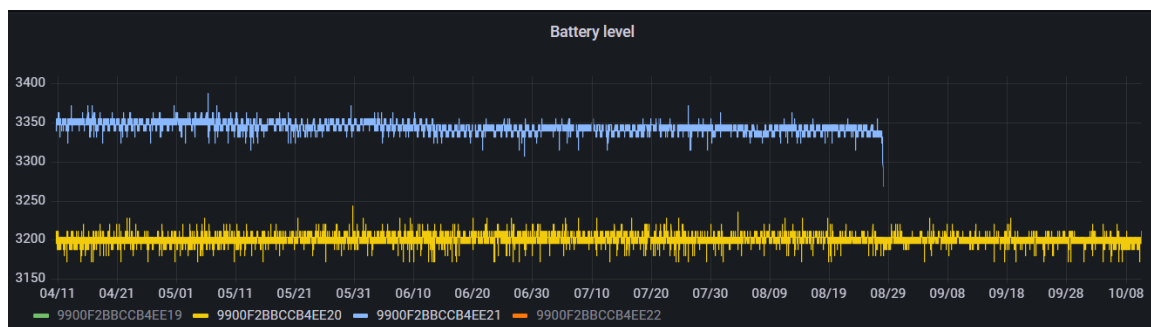 Battery level
3400
3350
3300
3250
3200
3150
04/11 04/21 05/01 05/11 05/21 05/31 06/10 06/20 06/30 07/10 07/20 07/30 08/09 08/19 08/29 09/08 09/18 09/28 10/08
9900F2BBCCB4EE19 9900F2BBCCB4EE20 9900F2BBCCB4EE21 9900F2BBCCB4EE22